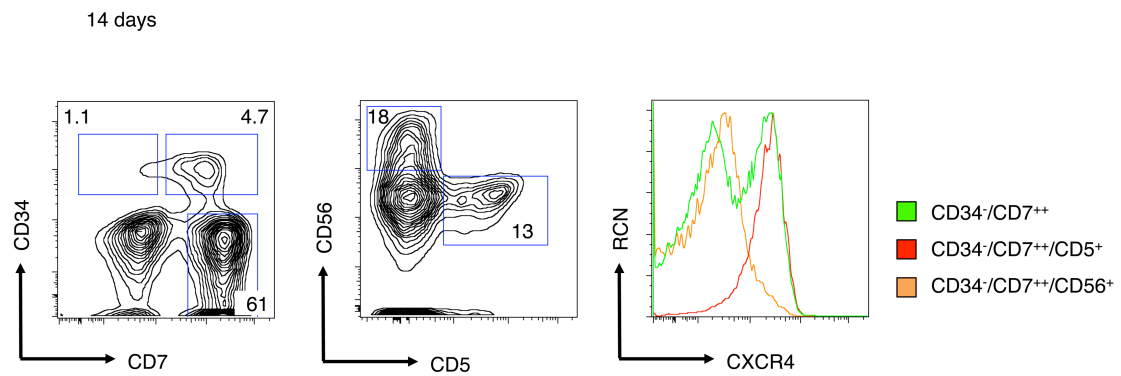 14 days
1.1
4.7
61
CD34
CD7
18
13
CD56
CD5
RCN
CXCR4
CD34⁻/CD7⁺⁺
CD34⁻/CD7⁺⁺/CD5⁺
CD34⁻/CD7⁺⁺/CD56⁺